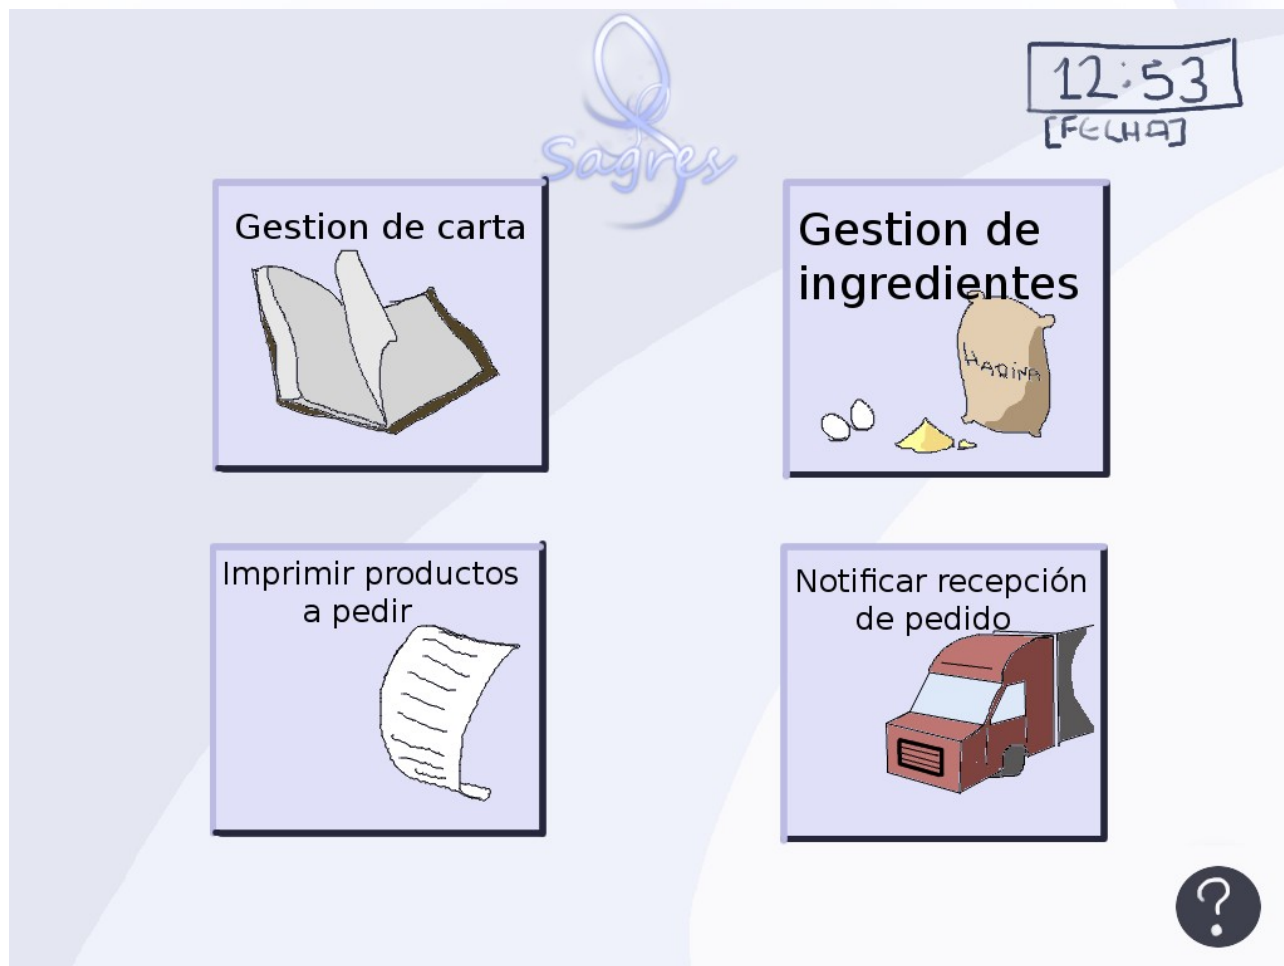 Sagres
12:53
[FECHA]
Gestion de carta
Gestion de
ingredientes
HARINA
Imprimir productos
a pedir
Notificar recepción
de pedido
?